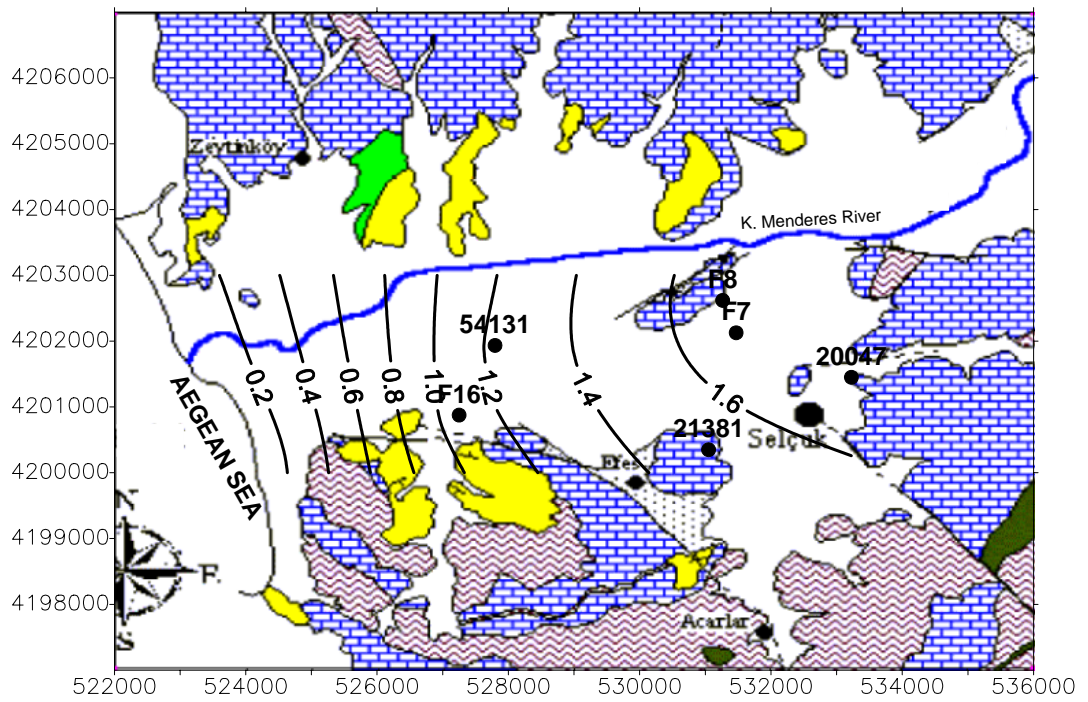 4206000
4205000
Zeytinköy
4204000
K. Menderes River
4203000
F8
F7
54131
4202000
20047
0.2
0.4
0.6
0.8
1.0
1.2
1.4
1.6
F16
4201000
21381
Selçuk
AEGEAN SEA
Efes
4200000
N
4199000
E
4198000
S
Acarlar
522000 524000 526000 528000 530000 532000 534000 536000